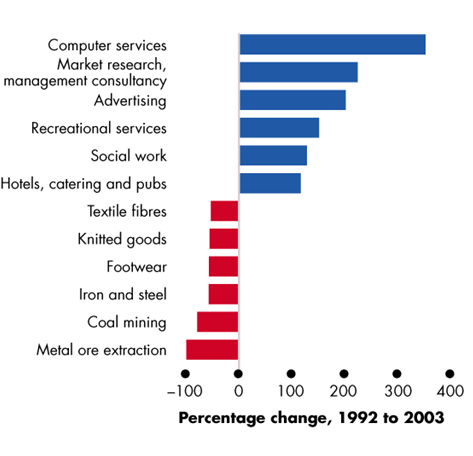 Computer services
Market research,
management consultancy
Advertising
Recreational services
Social work
Hotels, catering and pubs
Textile fibres
Knitted goods
Footwear
Iron and steel
Coal mining
Metal ore extraction
–100 0 100 200 300 400
Percentage change, 1992 to 2003